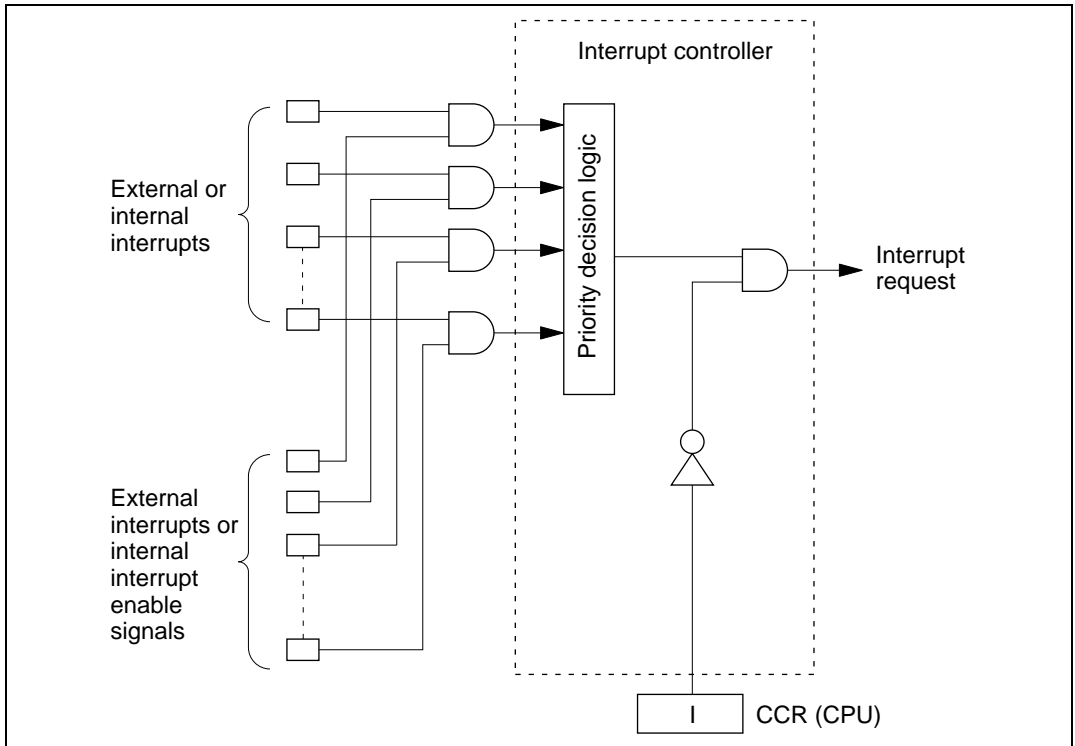 Interrupt controller
External or
internal
interrupts
Priority decision logic
Interrupt
request
External
interrupts or
internal
interrupt
enable
signals
I
CCR (CPU)